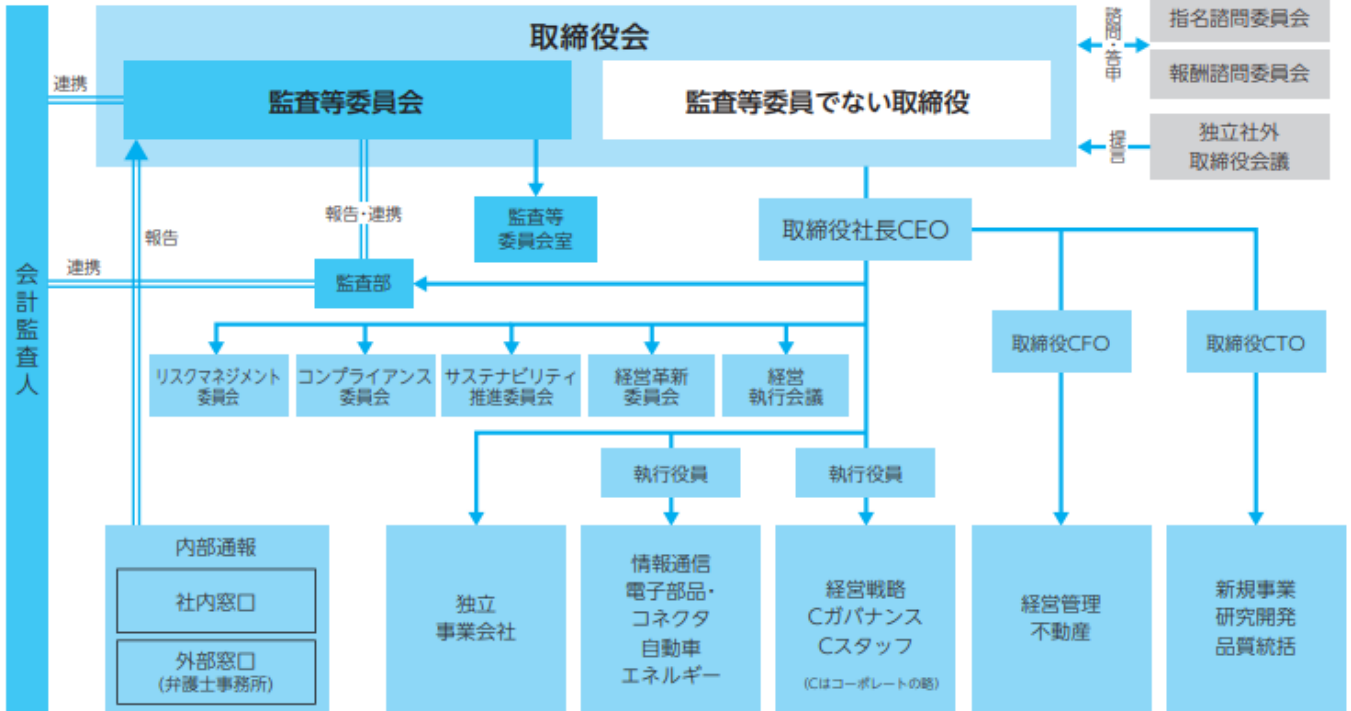 取締役会
監査等委員会
監査等委員でない取締役
諮問・答申
指名諮問委員会
報酬諮問委員会
提言
独立社外
取締役会議
連携
報告・連携
監査等
委員会室
取締役社長CEO
報告
連携
監査部
会計監査人
取締役CFO
取締役CTO
リスクマネジメント
委員会
コンプライアンス
委員会
サステナビリティ
推進委員会
経営革新
委員会
経営
執行会議
執行役員
執行役員
内部通報
社内窓口
外部窓口
(弁護士事務所)
独立
事業会社
情報通信
電子部品・
コネクタ
自動車
エネルギー
経営戦略
Cガバナンス
Cスタッフ
(Cはコーポレートの略)
経営管理
不動産
新規事業
研究開発
品質統括